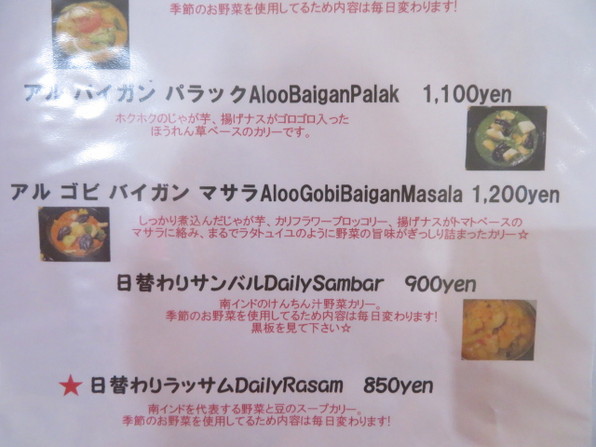 季節のお野菜を使用してるため内容は毎日変わります!
アル バイガン パラックAlooBaiganPalak 1,100yen
ホクホクのじゃが芋、揚げナスがゴロゴロ入った
ほうれん草ベースのカリーです。
アル ゴビ バイガン マサラAlooGobiBaiganMasala 1,200yen
しっかり煮込んだじゃが芋、カリフラワーブロッコリー、揚げナスがトマトベースの
マサラに絡み、まるでラタトュイユのように野菜の旨味がぎっしり詰まったカリー☆
日替わりサンバルDailySambar 900yen
南インドのけんちん汁野菜カリー。
季節のお野菜を使用してるため内容は毎日変わります!
黒板を見て下さい☆
★ 日替わりラッサムDailyRasam 850yen
南インドを代表する野菜と豆のスープカリー。
季節のお野菜を使用してるため内容は毎日変わります!